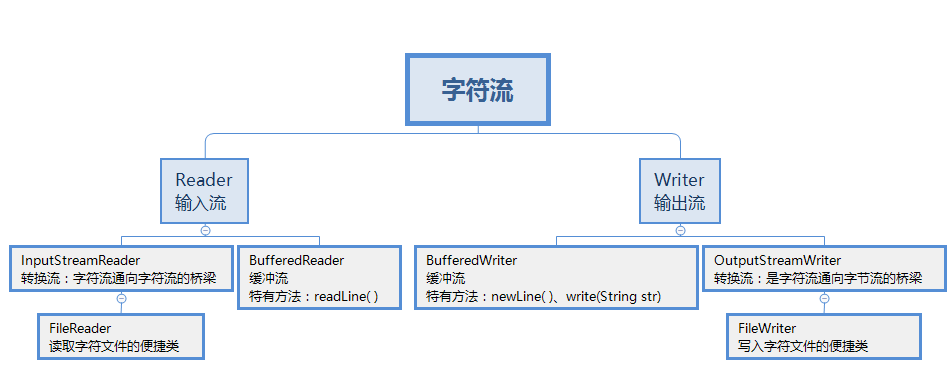 字符流
Reader
输入流
Writer
输出流
InputStreamReader
转换流：字符流通向字符流的桥梁
BufferedReader
缓冲流
特有方法：readLine( )
BufferedWriter
缓冲流
特有方法：newLine( )、write(String str)
OutputStreamWriter
转换流：是字符流通向字节流的桥梁
FileReader
读取字符文件的便捷类
FileWriter
写入字符文件的便捷类